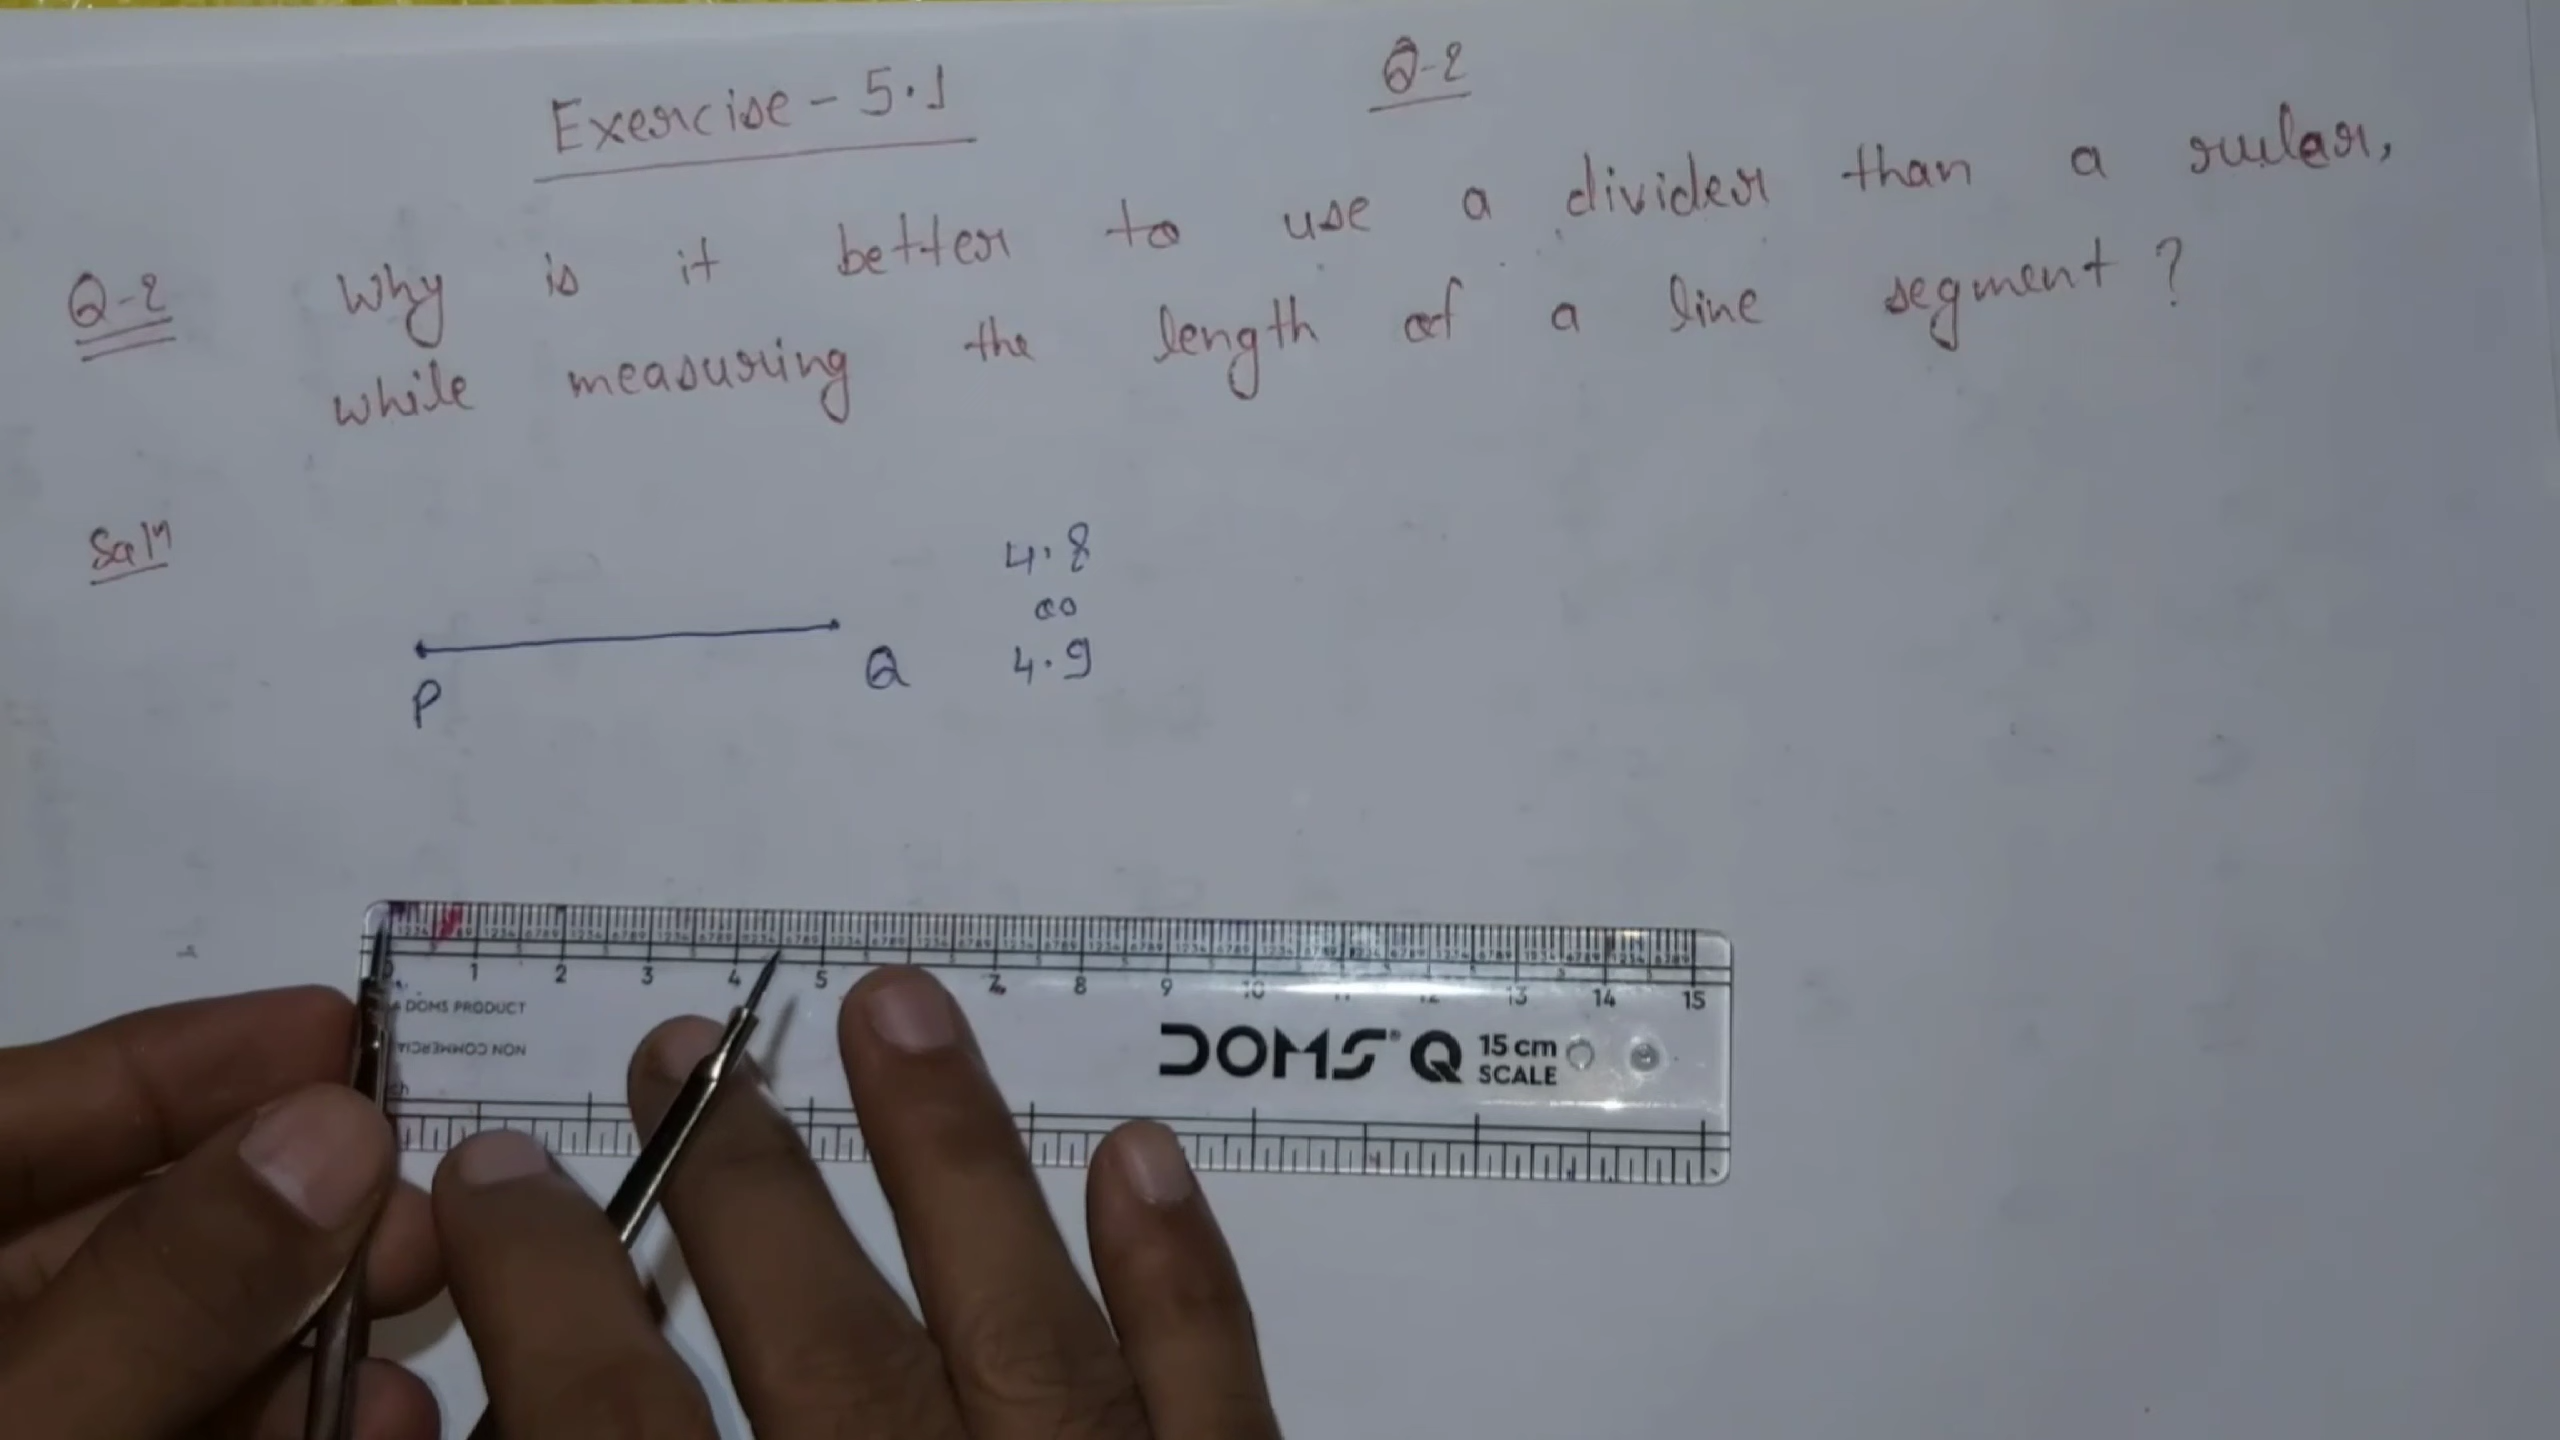 Exercise - 5.1
Q-2
Q-2 Why is it better to use a divider than a ruler,
while measuring the length of a line segment ?
Sol^n
4.8
P Q
4.9
0 1 2 3 4 5 7 8 9 10 11 12 13 14 15
A DOMS PRODUCT
NON COMMERCIAL
DOMS Q 15 cm
SCALE